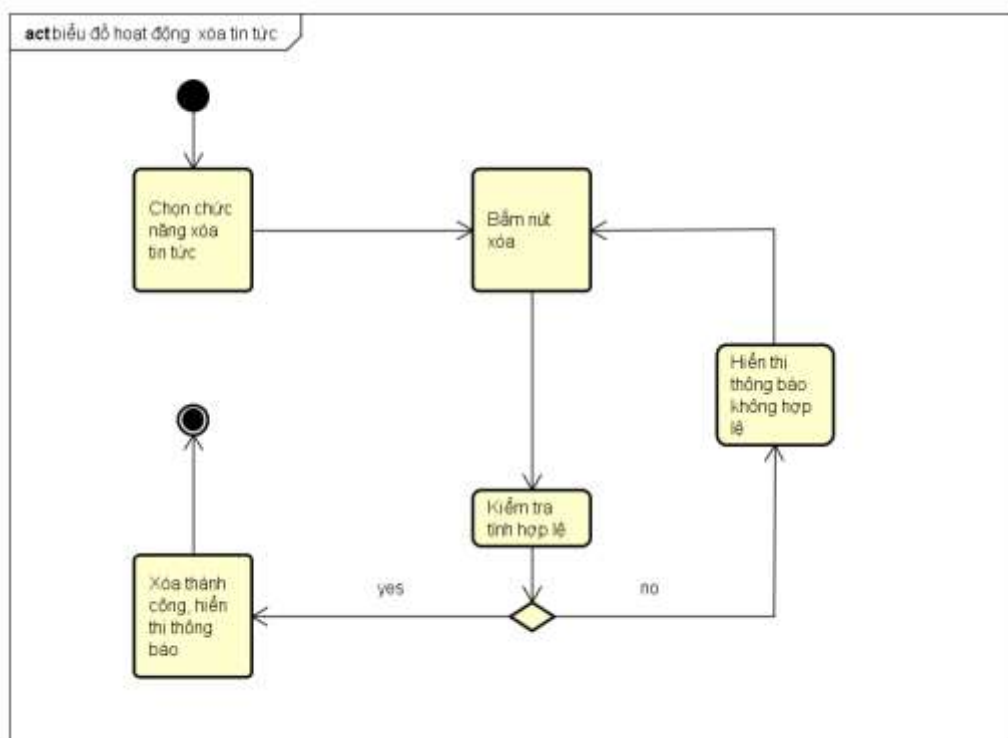 act biểu đồ hoạt động xóa tin tức
Chọn chức
năng xóa
tin tức
Bấm nút
xóa
Hiển thị
thông báo
không hợp
lệ
Kiểm tra
tính hợp lệ
yes
no
Xóa thành
công, hiển
thị thông
báo